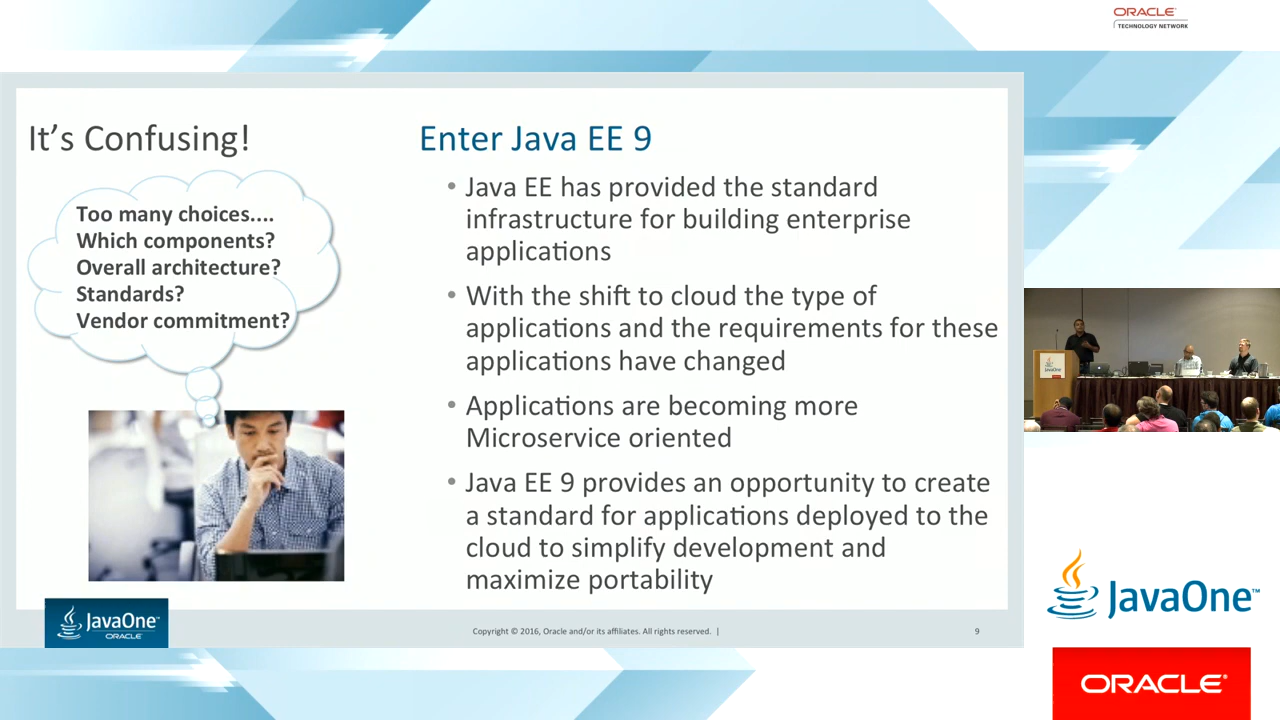 ORACLE
TECHNOLOGY NETWORK
It's Confusing!
Too many choices....
Which components?
Overall architecture?
Standards?
Vendor commitment?
Enter Java EE 9
• Java EE has provided the standard
infrastructure for building enterprise
applications
• With the shift to cloud the type of
applications and the requirements for these
applications have changed
• Applications are becoming more
Microservice oriented
• Java EE 9 provides an opportunity to create
a standard for applications deployed to the
cloud to simplify development and
maximize portability
JavaOne™
ORACLE
Copyright © 2016, Oracle and/or its affiliates. All rights reserved. |
9
JavaOne
JavaOne™
ORACLE®